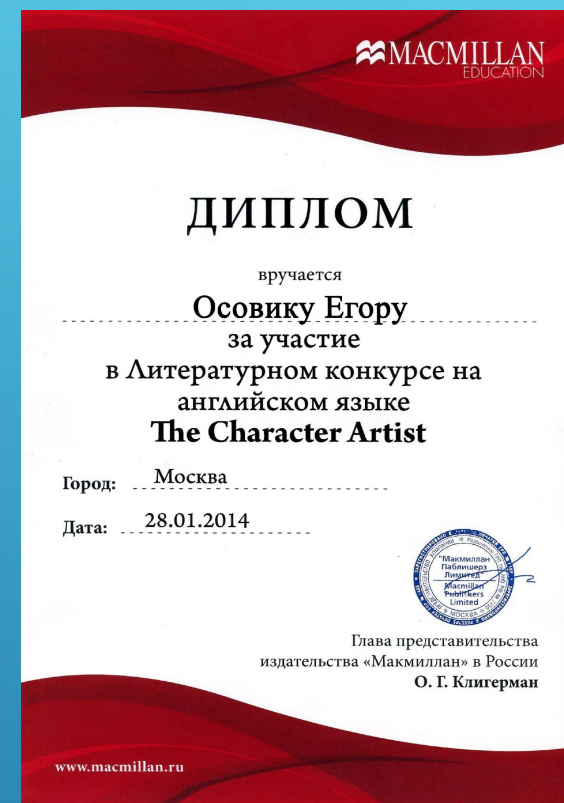 MACMILLAN
EDUCATION
ДИПЛОМ
вручается
Осовику Егору
за участие
в Литературном конкурсе на
английском языке
The Character Artist
Город: Москва
Дата: 28.01.2014
"Макмиллан
Паблишерз
Лимитед"
Macmillan
Publishers
Limited
МОСКВА
Глава представительства
издательства «Макмиллан» в России
О. Г. Клигерман
www.macmillan.ru